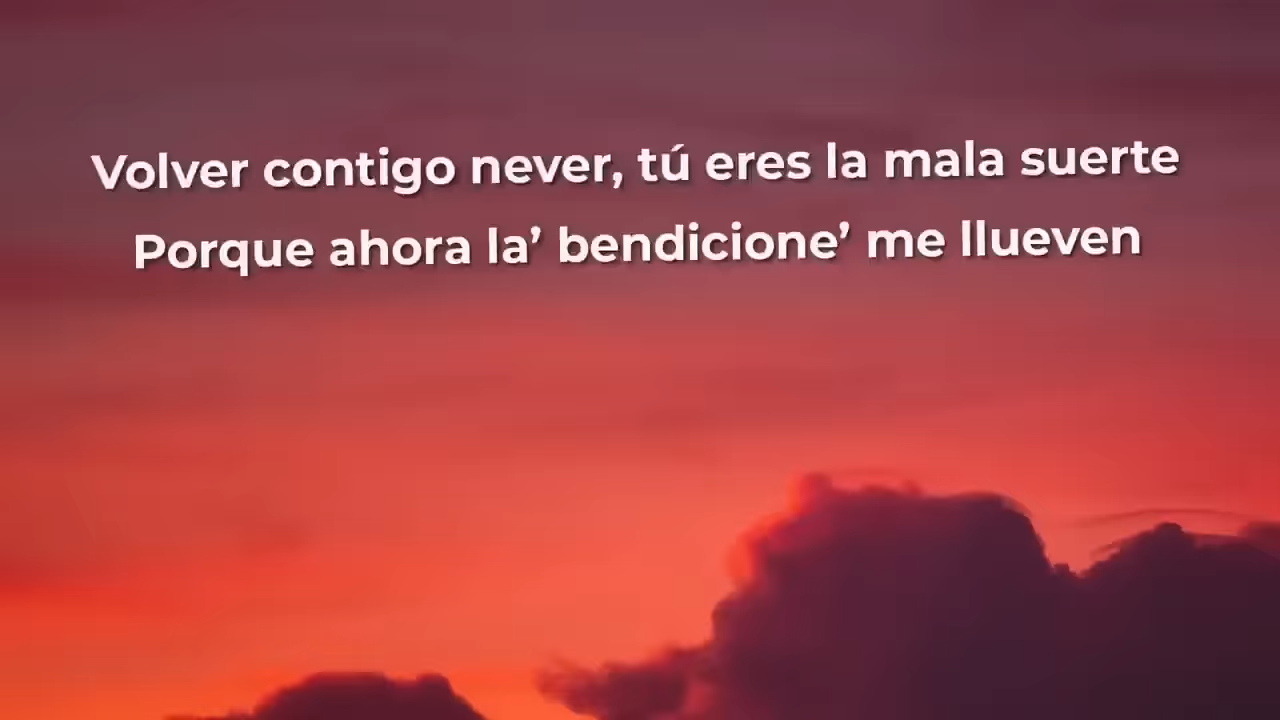 Volver contigo never, tú eres la mala suerte
Porque ahora la’ bendicione’ me llueven